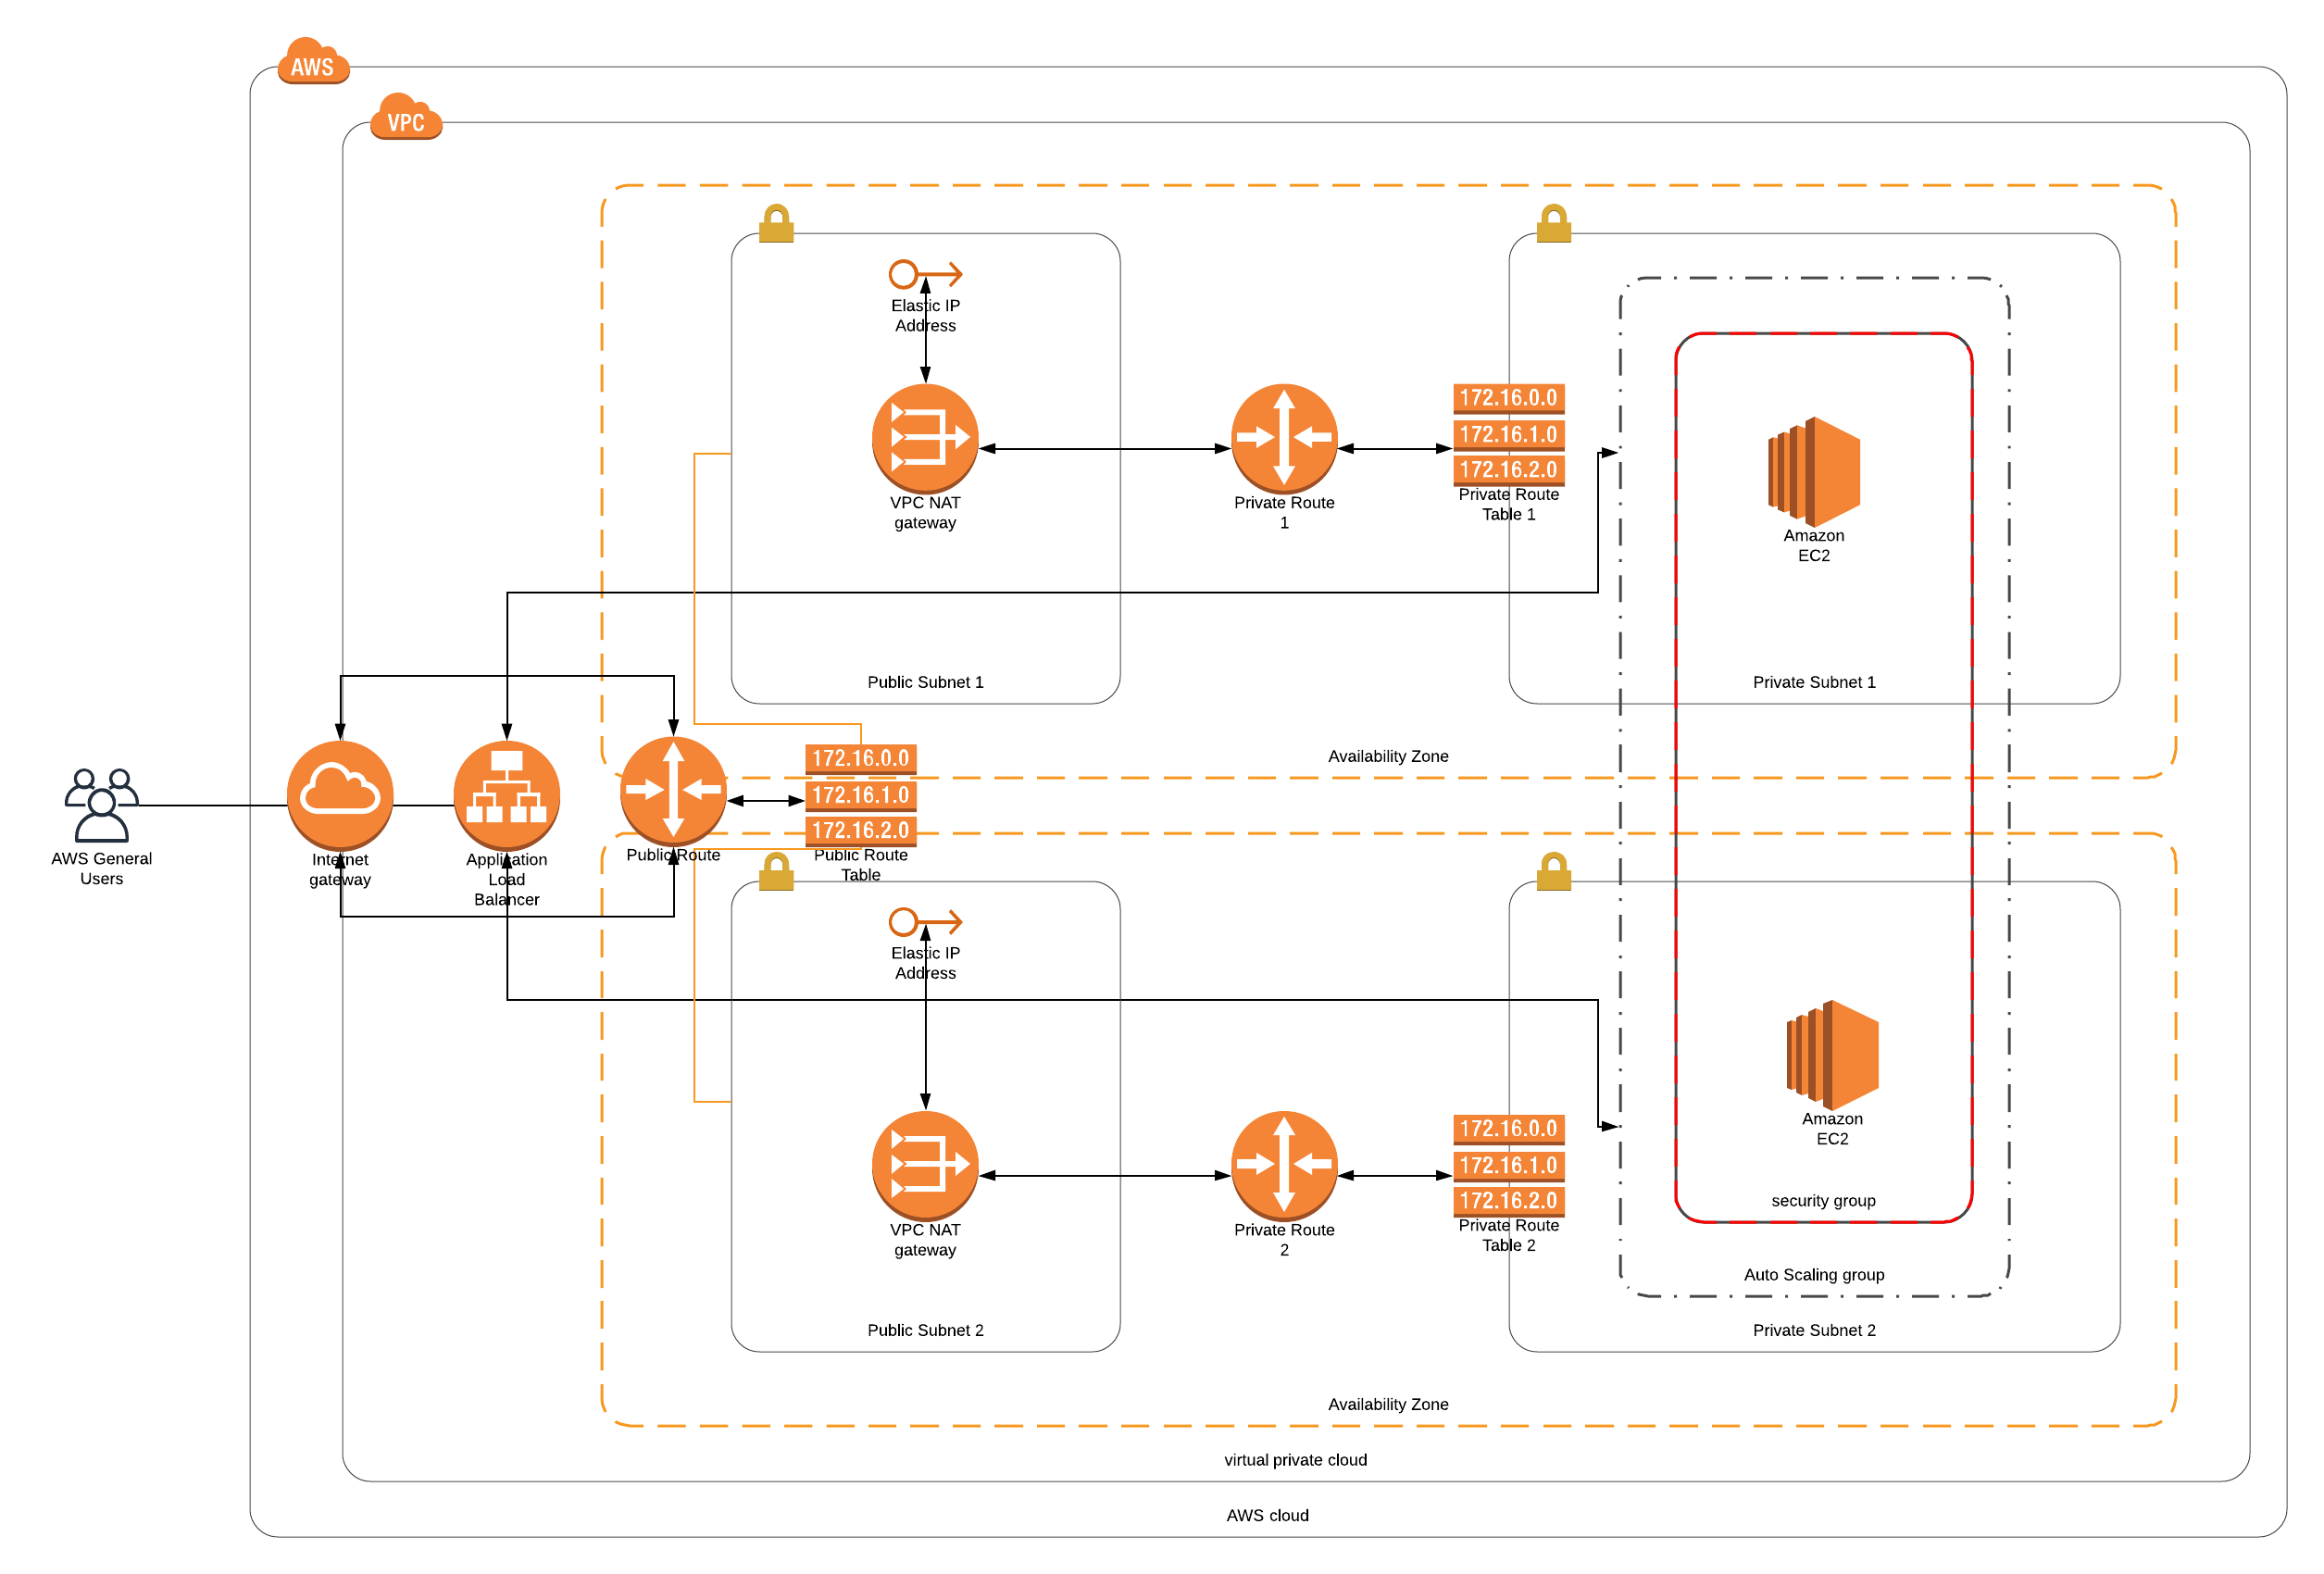 AWS
VPC
Elastic IP
Address
172.16.0.0
172.16.1.0
172.16.2.0
VPC NAT
gateway
Private Route
1
Private Route
Table 1
Amazon
EC2
Public Subnet 1
Private Subnet 1
Availability Zone
172.16.0.0
172.16.1.0
172.16.2.0
AWS General
Users
Internet
gateway
Application
Load
Balancer
Public Route
Public Route
Table
Elastic IP
Address
Amazon
EC2
172.16.0.0
172.16.1.0
172.16.2.0
VPC NAT
gateway
Private Route
2
Private Route
Table 2
security group
Auto Scaling group
Public Subnet 2
Private Subnet 2
Availability Zone
virtual private cloud
AWS cloud